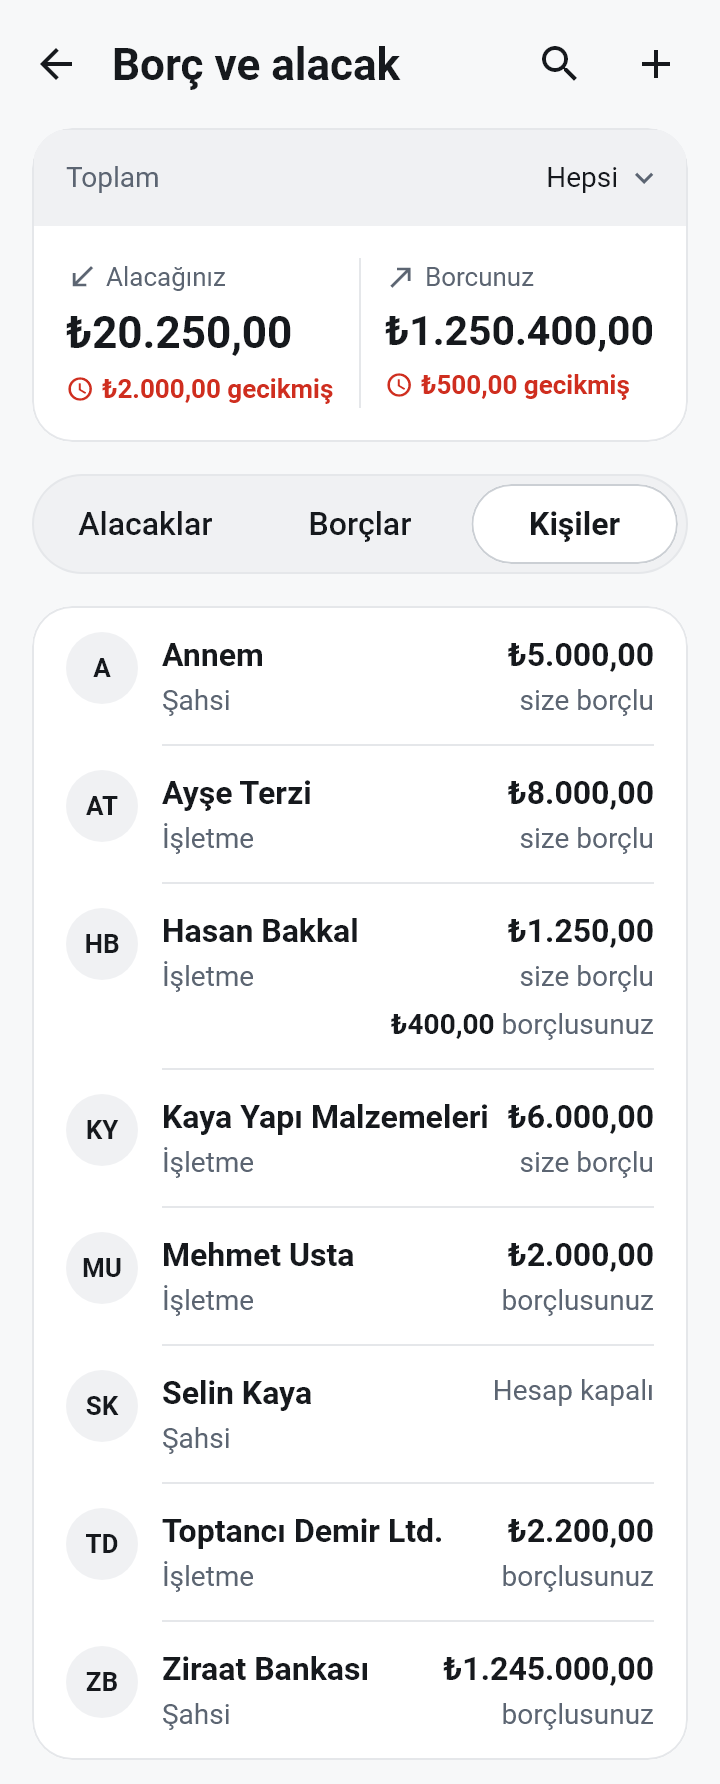 Borç ve alacak
Toplam
Hepsi
Alacağınız
₺20.250,00
₺2.000,00 gecikmiş
Borcunuz
₺1.250.400,00
₺500,00 gecikmiş
Alacaklar
Borçlar
Kişiler
A
Annem
₺5.000,00
Şahsi
size borçlu
AT
Ayşe Terzi
₺8.000,00
İşletme
size borçlu
HB
Hasan Bakkal
₺1.250,00
İşletme
size borçlu
₺400,00 borçlusunuz
KY
Kaya Yapı Malzemeleri
₺6.000,00
İşletme
size borçlu
MU
Mehmet Usta
₺2.000,00
İşletme
borçlusunuz
SK
Selin Kaya
Hesap kapalı
Şahsi
TD
Toptancı Demir Ltd.
₺2.200,00
İşletme
borçlusunuz
ZB
Ziraat Bankası
₺1.245.000,00
Şahsi
borçlusunuz